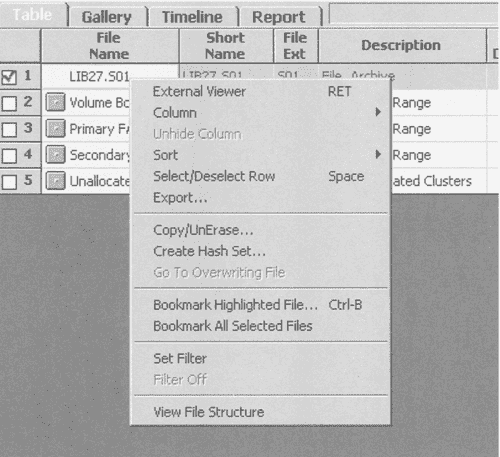 Table Gallery Timeline Report
File Name Short Name File Ext Description
1 LIB27.S01 LIB27.S01 S01 File, Archive
2 Volume Bo Range
3 Primary FA Range
4 Secondary Range
5 Unallocate ated Clusters
External Viewer RET
Column
Unhide Column
Sort
Select/Deselect Row Space
Export...
Copy/UnErase...
Create Hash Set...
Go To Overwriting File
Bookmark Highlighted File... Ctrl-B
Bookmark All Selected Files
Set Filter
Filter Off
View File Structure